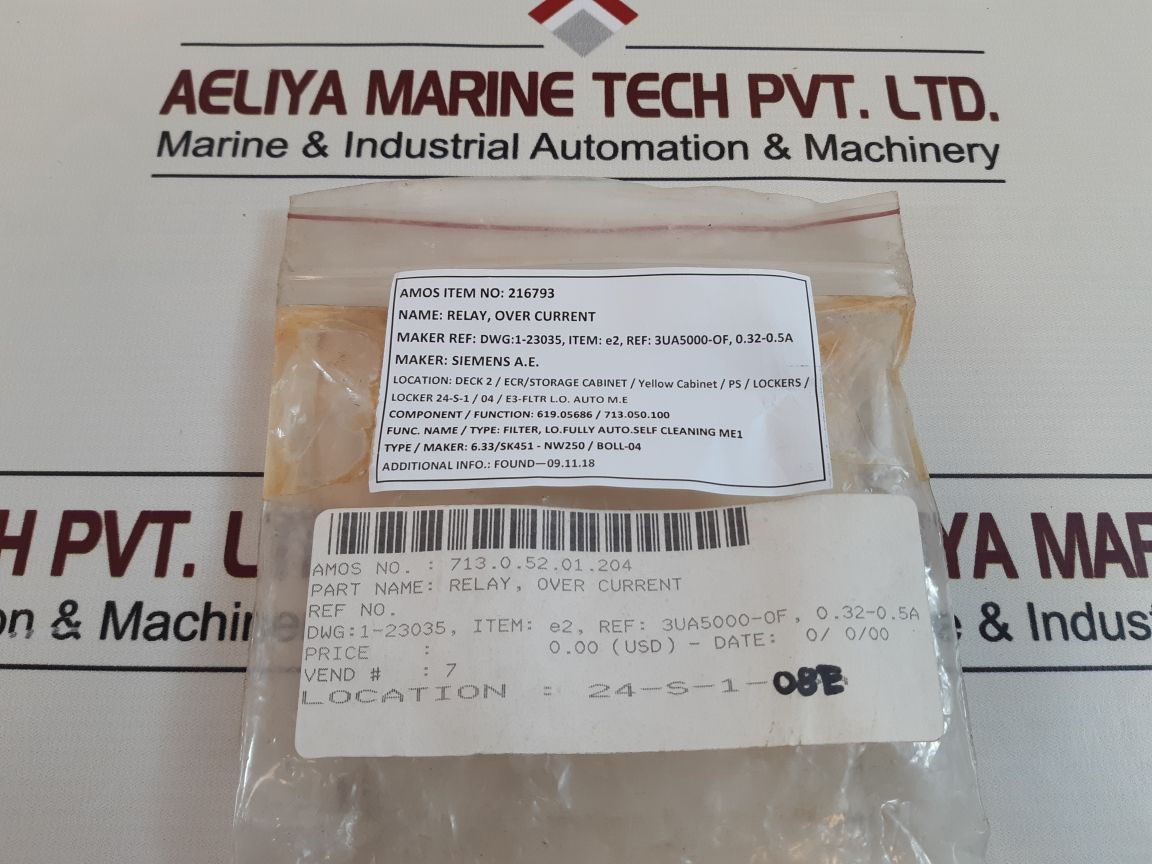 AELIYA MARINE TECH PVT. LTD.
Marine & Industrial Automation & Machinery
AMOS ITEM NO: 216793
NAME: RELAY, OVER CURRENT
MAKER REF: DWG:1-23035, ITEM: e2, REF: 3UA5000-OF, 0.32-0.5A
MAKER: SIEMENS A.E.
LOCATION: DECK 2 / ECR/STORAGE CABINET / Yellow Cabinet / PS / LOCKERS /
LOCKER 24-S-1 / 04 / E3-FLTR L.O. AUTO M.E
COMPONENT / FUNCTION: 619.05686 / 713.050.100
FUNC. NAME / TYPE: FILTER, LO.FULLY AUTO.SELF CLEANING ME1
TYPE / MAKER: 6.33/SK451 - NW250 / BOLL-04
ADDITIONAL INFO.: FOUND—09.11.18
AMOS NO. : 713.0.52.01.204
PART NAME: RELAY, OVER CURRENT
REF NO.
DWG:1-23035, ITEM: e2, REF: 3UA5000-OF, 0.32-0.5A
PRICE : 0.00 (USD) - DATE: 0/ 0/00
VEND # : 7
LOCATION : 24-S-1-08E
H PVT. L
YA MAR
on & Machin
e & Indust